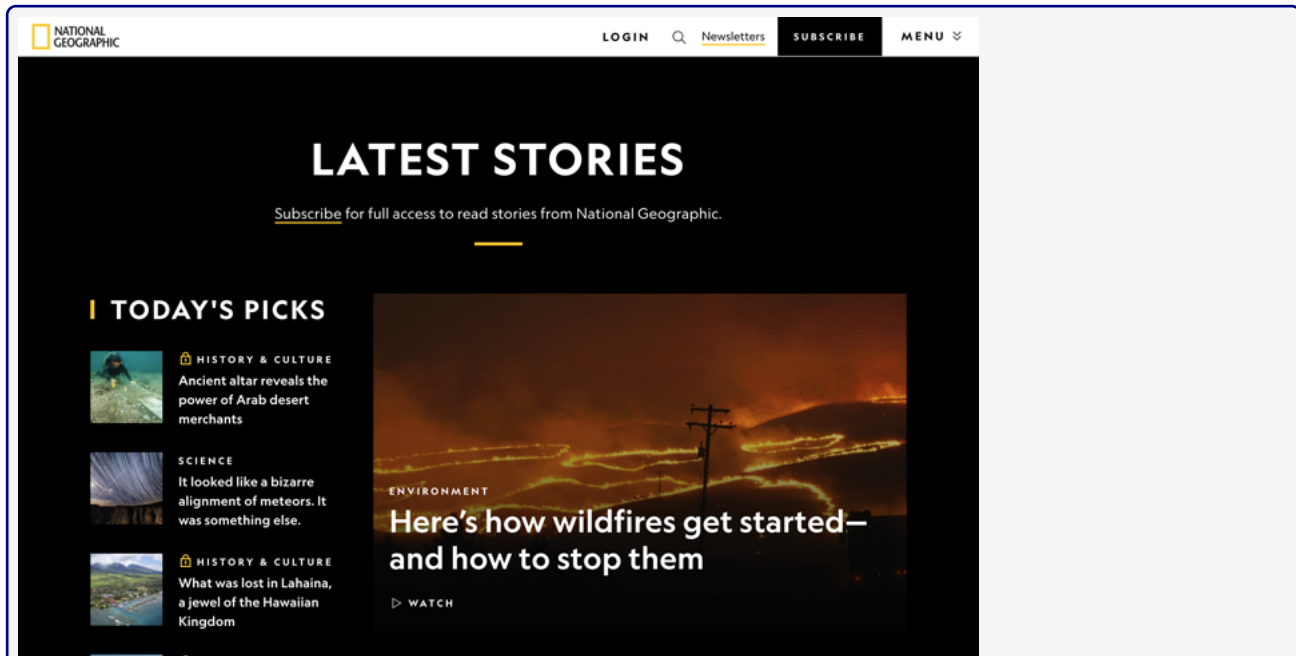 NATIONAL
GEOGRAPHIC
LOGIN
Newsletters
SUBSCRIBE
MENU
LATEST STORIES
Subscribe for full access to read stories from National Geographic.
TODAY'S PICKS
HISTORY & CULTURE
Ancient altar reveals the
power of Arab desert
merchants
SCIENCE
It looked like a bizarre
alignment of meteors. It
was something else.
HISTORY & CULTURE
What was lost in Lahaina,
a jewel of the Hawaiian
Kingdom
ENVIRONMENT
Here's how wildfires get started—
and how to stop them
WATCH